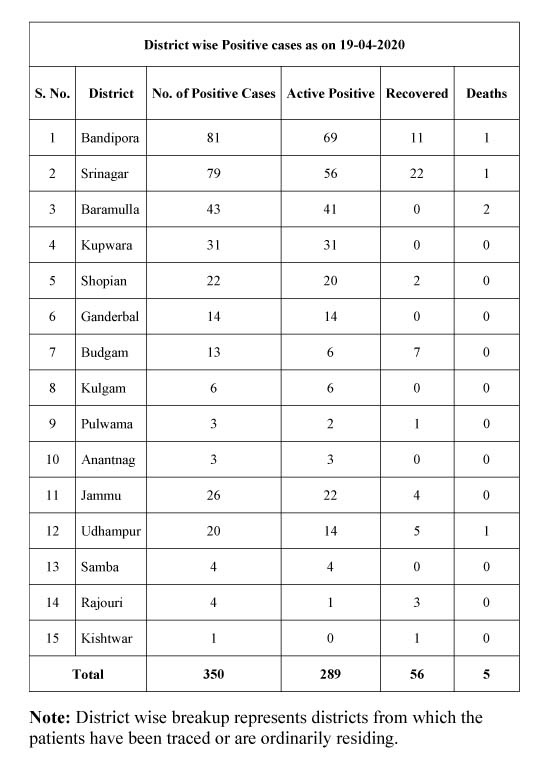 District wise Positive cases as on 19-04-2020
S. No. District No. of Positive Cases Active Positive Recovered Deaths
1 Bandipora 81 69 11 1
2 Srinagar 79 56 22 1
3 Baramulla 43 41 0 2
4 Kupwara 31 31 0 0
5 Shopian 22 20 2 0
6 Ganderbal 14 14 0 0
7 Budgam 13 6 7 0
8 Kulgam 6 6 0 0
9 Pulwama 3 2 1 0
10 Anantnag 3 3 0 0
11 Jammu 26 22 4 0
12 Udhampur 20 14 5 1
13 Samba 4 4 0 0
14 Rajouri 4 1 3 0
15 Kishtwar 1 0 1 0
Total 350 289 56 5
Note: District wise breakup represents districts from which the
patients have been traced or are ordinarily residing.